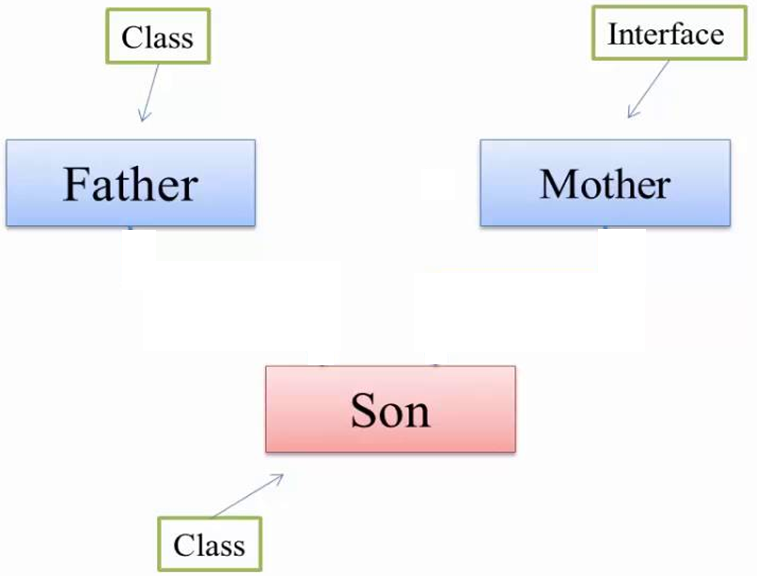 Class
Interface
Father
Mother
Son
Class